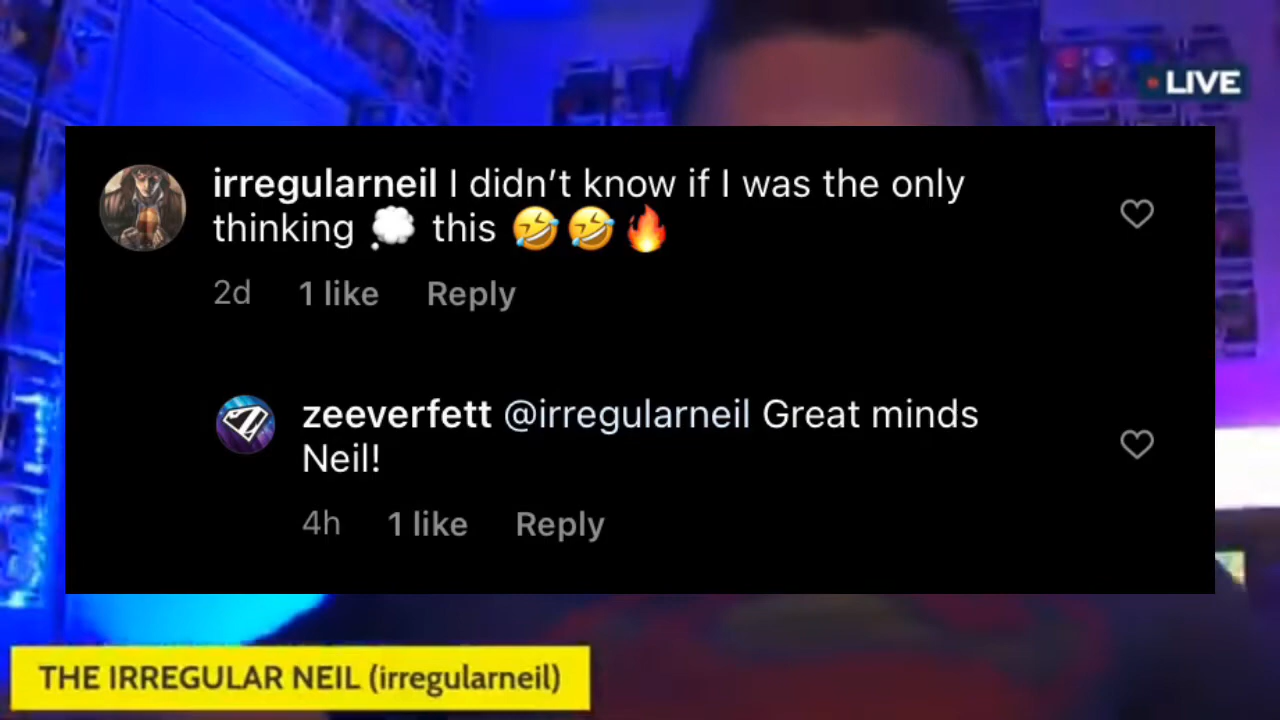 LIVE
irregularneil I didn’t know if I was the only
thinking 💭 this 🤣🤣🔥
2d 1 like Reply
zeeverfett @irregularneil Great minds
Neil!
4h 1 like Reply
THE IRREGULAR NEIL (irregularneil)